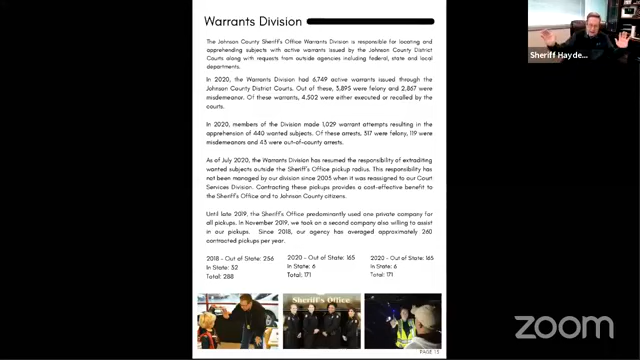 Warrants Division
The Johnson County Sheriff's Office Warrants Division is responsible for locating and
apprehending subjects with active warrants issued by the Johnson County District
Courts along with requests from outside agencies including federal, state and local
departments.
In 2020, the Warrants Division had 6,749 active warrants issued through the
Johnson County District Courts. Out of these, 3,895 were felony and 2,867 were
misdemeanor. Of these warrants, 4,502 were either executed or recalled by the
courts.
In 2020, members of the Division made 1,029 warrant attempts resulting in the
apprehension of 440 wanted subjects. Of these arrests, 317 were felony, 119 were
misdemeanors and 43 were out-of-county arrests.
As of July 2020, the Warrants Division has resumed the responsibility of extraditing
wanted subjects outside the Sheriff's Office pickup radius. This responsibility has
not been managed by our division since 2005 when it was reassigned to our Court
Services Division. Contracting these pickups provides a cost-effective benefit to
the Sheriff's Office and to Johnson County citizens.
Until late 2019, the Sheriff's Office predominantly used one private company for
all pickups. In November 2019, we took on a second company also willing to assist
in our pickups. Since 2018, our agency has averaged approximately 260
contracted pickups per year.
2018 - Out of State: 256
In State: 32
Total: 288
2020 - Out of State: 165
In State: 6
Total: 171
2020 - Out of State: 165
In State: 6
Total: 171
Sheriff's Office
PAGE 15
Sheriff Hayde...
zoom